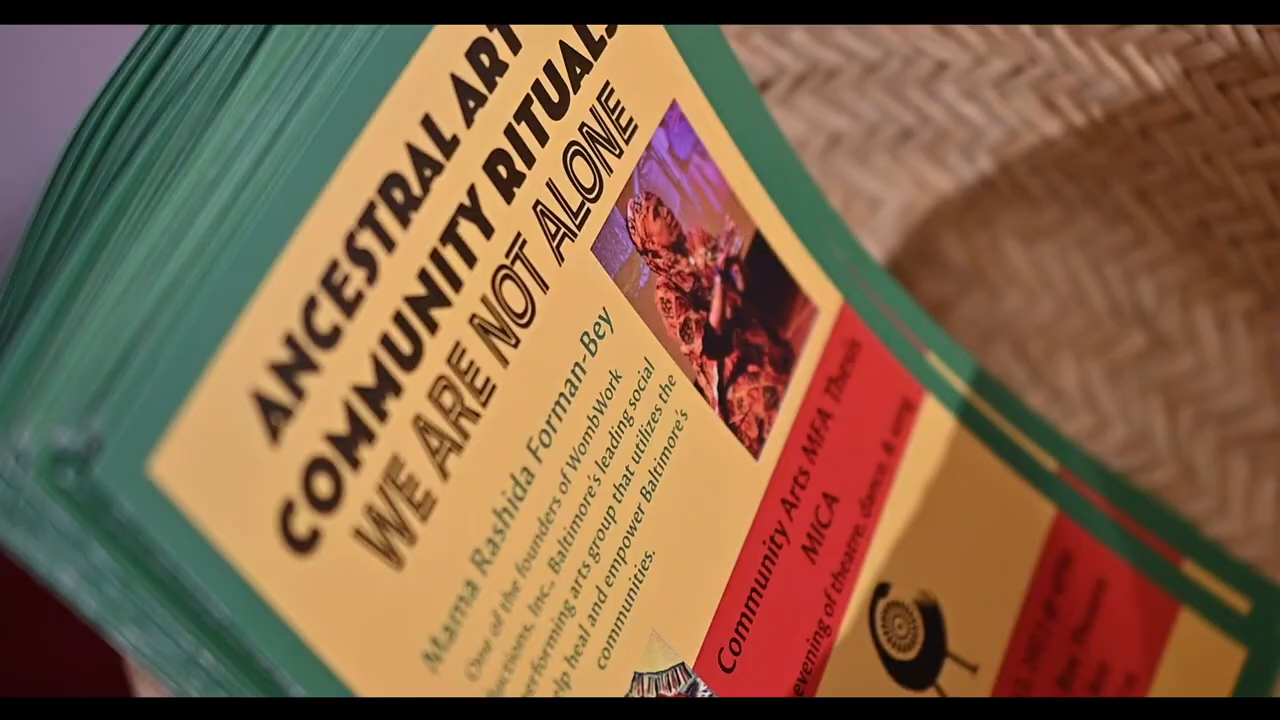 ANCESTRAL ART
COMMUNITY RITUALS
WE ARE NOT ALONE
Mama Rashida Forman-Bey
One of the founders of WombWork
Inc.. Baltimore's leading social
performing arts group that utilizes the
heal and empower Baltimore's
communities.
Community Arts MFA Thesis
MICA
evening of theatre, dance, & song